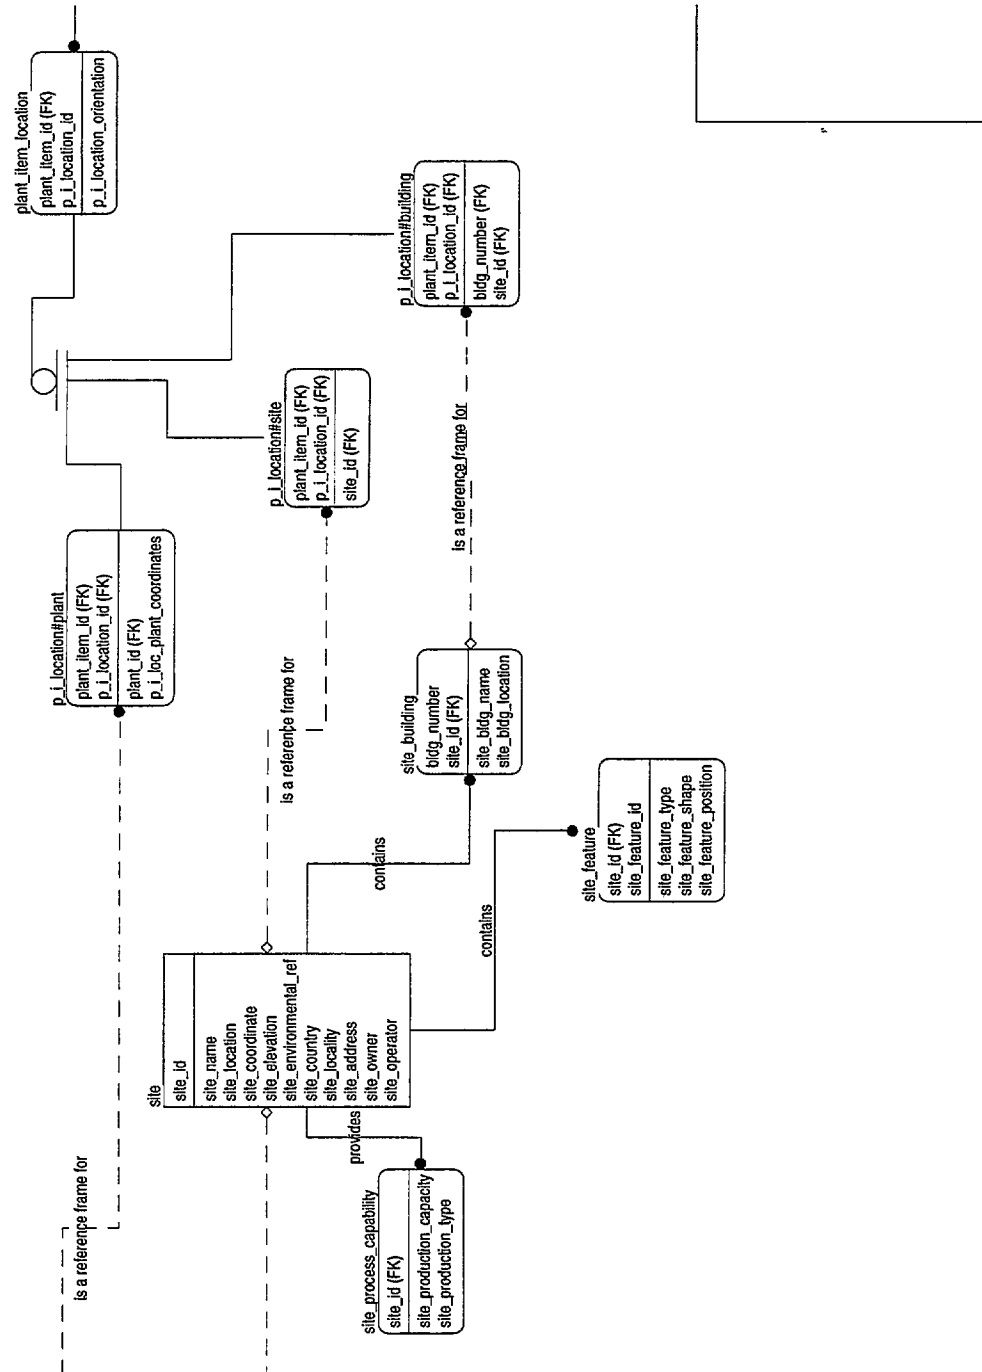 plant_item_location
plant_item_id (FK)
p_i_location_id
p_i_location_orientation
p_i_location#building
plant_item_id (FK)
p_i_location_id (FK)
bldg_number (FK)
site_id (FK)
p_i_location#site
plant_item_id (FK)
p_i_location_id (FK)
site_id (FK)
p_i_location#plant
plant_item_id (FK)
p_i_location_id (FK)
plant_id (FK)
p_i_loc_plant_coordinates
is a reference frame for
is a reference frame for
is a reference frame for
site_building
bldg_number
site_id (FK)
site_bldg_name
site_bldg_location
contains
contains
site_feature
site_id (FK)
site_feature_id
site_feature_type
site_feature_shape
site_feature_position
site
site_id
site_name
site_location
site_coordinate
site_elevation
site_environmental_ref
site_country
site_locality
site_address
site_owner
site_operator
provides
site_process_capability
site_id (FK)
site_production_capacity
site_production_type